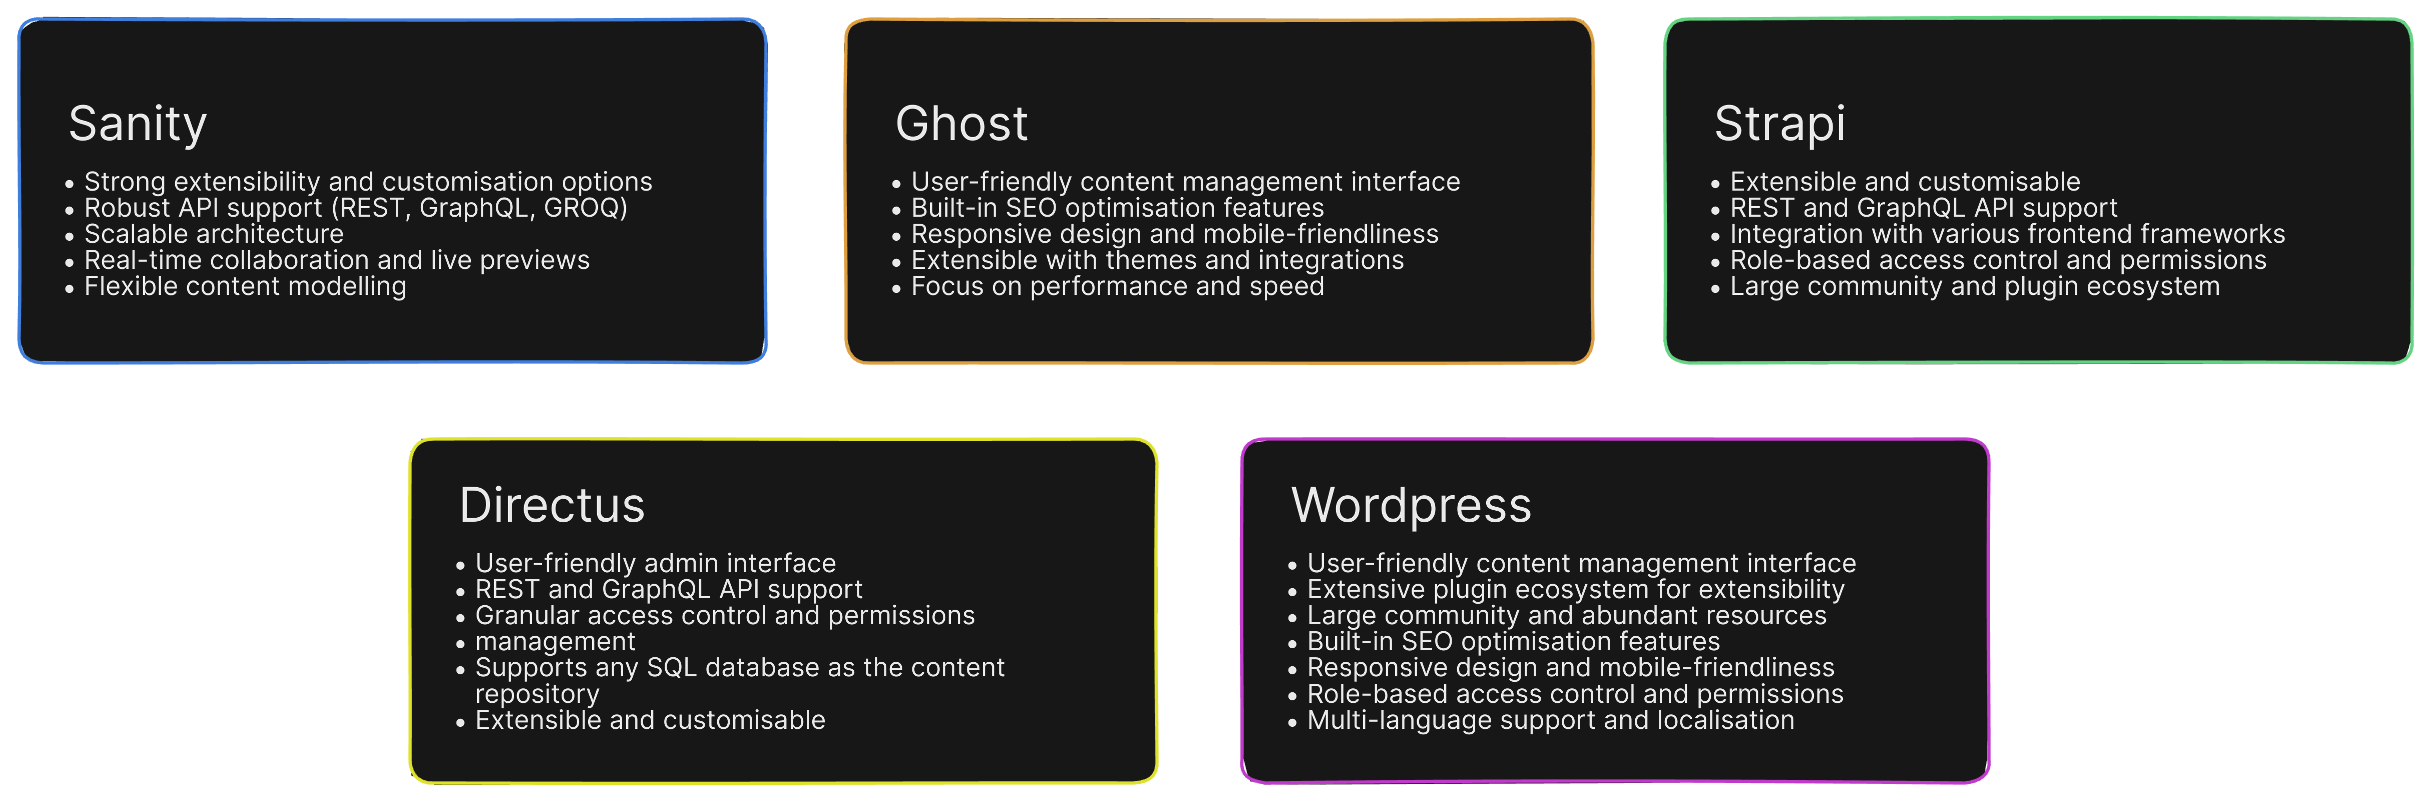 Sanity
• Strong extensibility and customisation options
• Robust API support (REST, GraphQL, GROQ)
• Scalable architecture
• Real-time collaboration and live previews
• Flexible content modelling
Ghost
• User-friendly content management interface
• Built-in SEO optimisation features
• Responsive design and mobile-friendliness
• Extensible with themes and integrations
• Focus on performance and speed
Strapi
• Extensible and customisable
• REST and GraphQL API support
• Integration with various frontend frameworks
• Role-based access control and permissions
• Large community and plugin ecosystem
Directus
• User-friendly admin interface
• REST and GraphQL API support
• Granular access control and permissions
• management
• Supports any SQL database as the content
repository
• Extensible and customisable
Wordpress
• User-friendly content management interface
• Extensive plugin ecosystem for extensibility
• Large community and abundant resources
• Built-in SEO optimisation features
• Responsive design and mobile-friendliness
• Role-based access control and permissions
• Multi-language support and localisation